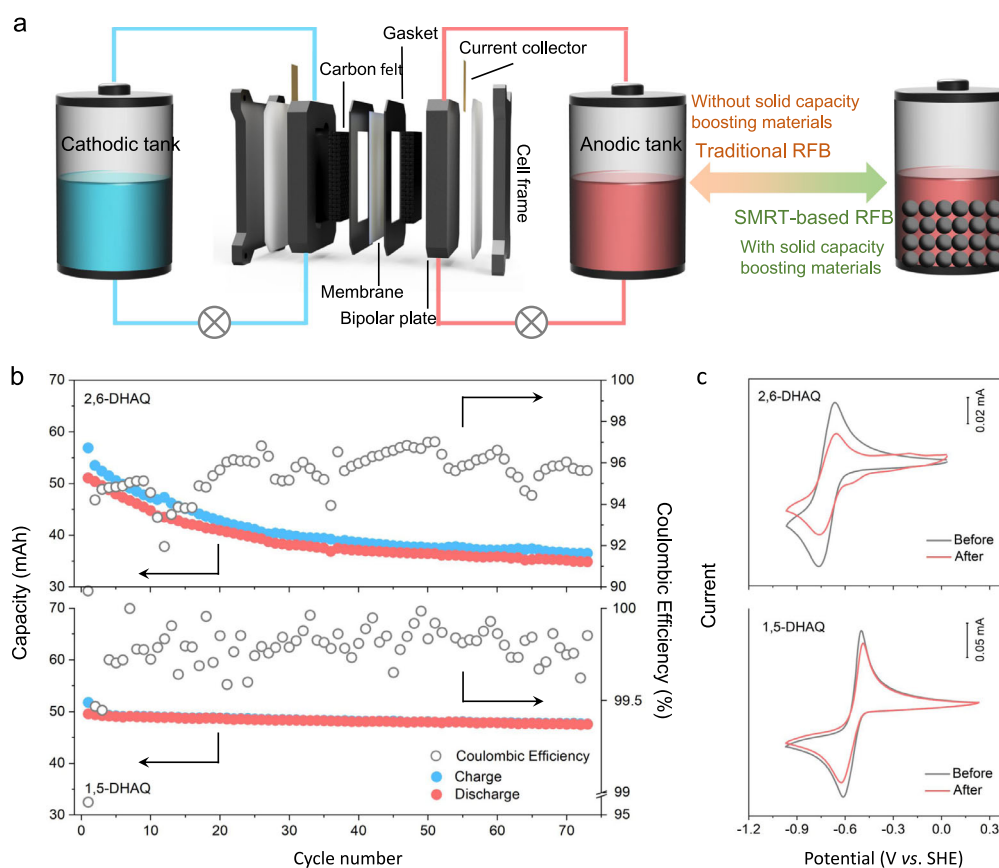 a
Gasket
Current collector
Carbon felt
Cathodic tank
Anodic tank
Cell frame
Membrane
Bipolar plate
Without solid capacity
boosting materials
Traditional RFB
SMRT-based RFB
With solid capacity
boosting materials
b
2,6-DHAQ
70
60
50
40
30
100
98
96
94
92
90
Capacity (mAh)
Coulombic Efficiency (%)
70
60
50
40
30
100
99.5
99
95
1,5-DHAQ
Coulombic Efficiency
Charge
Discharge
0
10
20
30
40
50
60
70
Cycle number
c
2,6-DHAQ
0.02 mA
Before
After
Current
1,5-DHAQ
0.05 mA
Before
After
-1.2
-0.9
-0.6
-0.3
0.0
0.3
Potential (V vs. SHE)